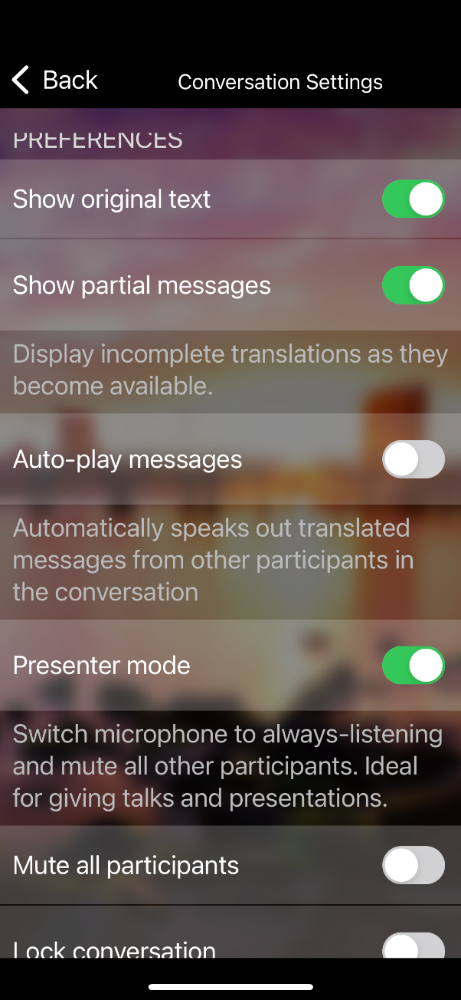 Back
Conversation Settings
PREFERENCES
Show original text
Show partial messages
Display incomplete translations as they
become available.
Auto-play messages
Automatically speaks out translated
messages from other participants in
the conversation
Presenter mode
Switch microphone to always-listening
and mute all other participants. Ideal
for giving talks and presentations.
Mute all participants
Lock conversation